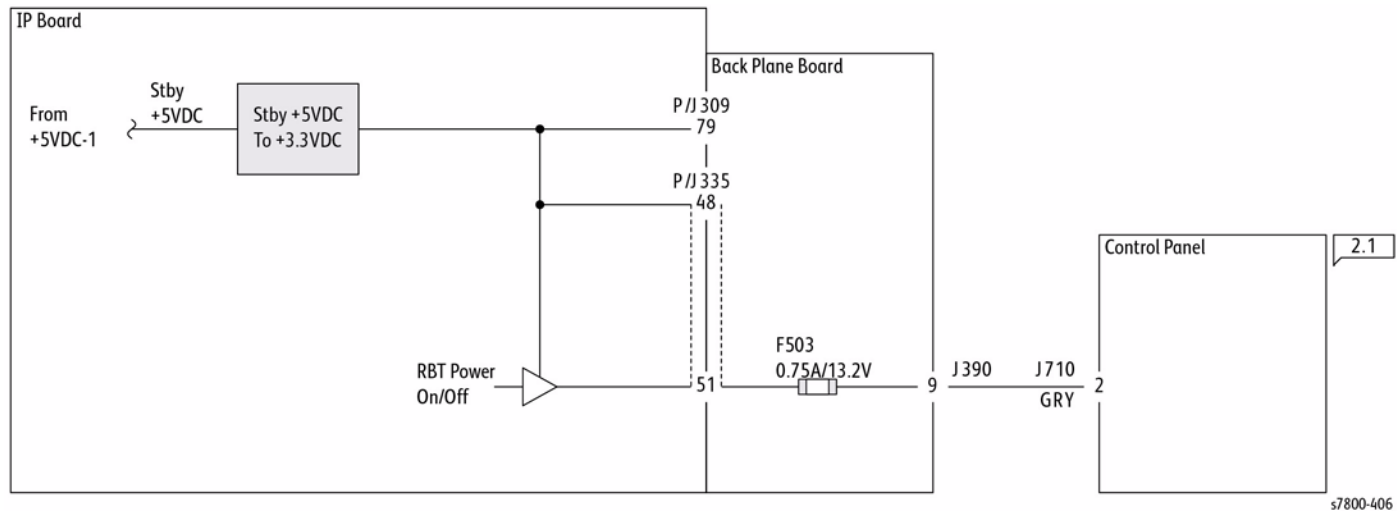 IP Board
Back Plane Board
Stby
+5VDC
From
+5VDC-1
Stby +5VDC
To +3.3VDC
P/J309
79
P/J335
48
Control Panel
2.1
RBT Power
On/Off
51
F503
0.75A/13.2V
9
J390
J710
GRY
2
s7800-406